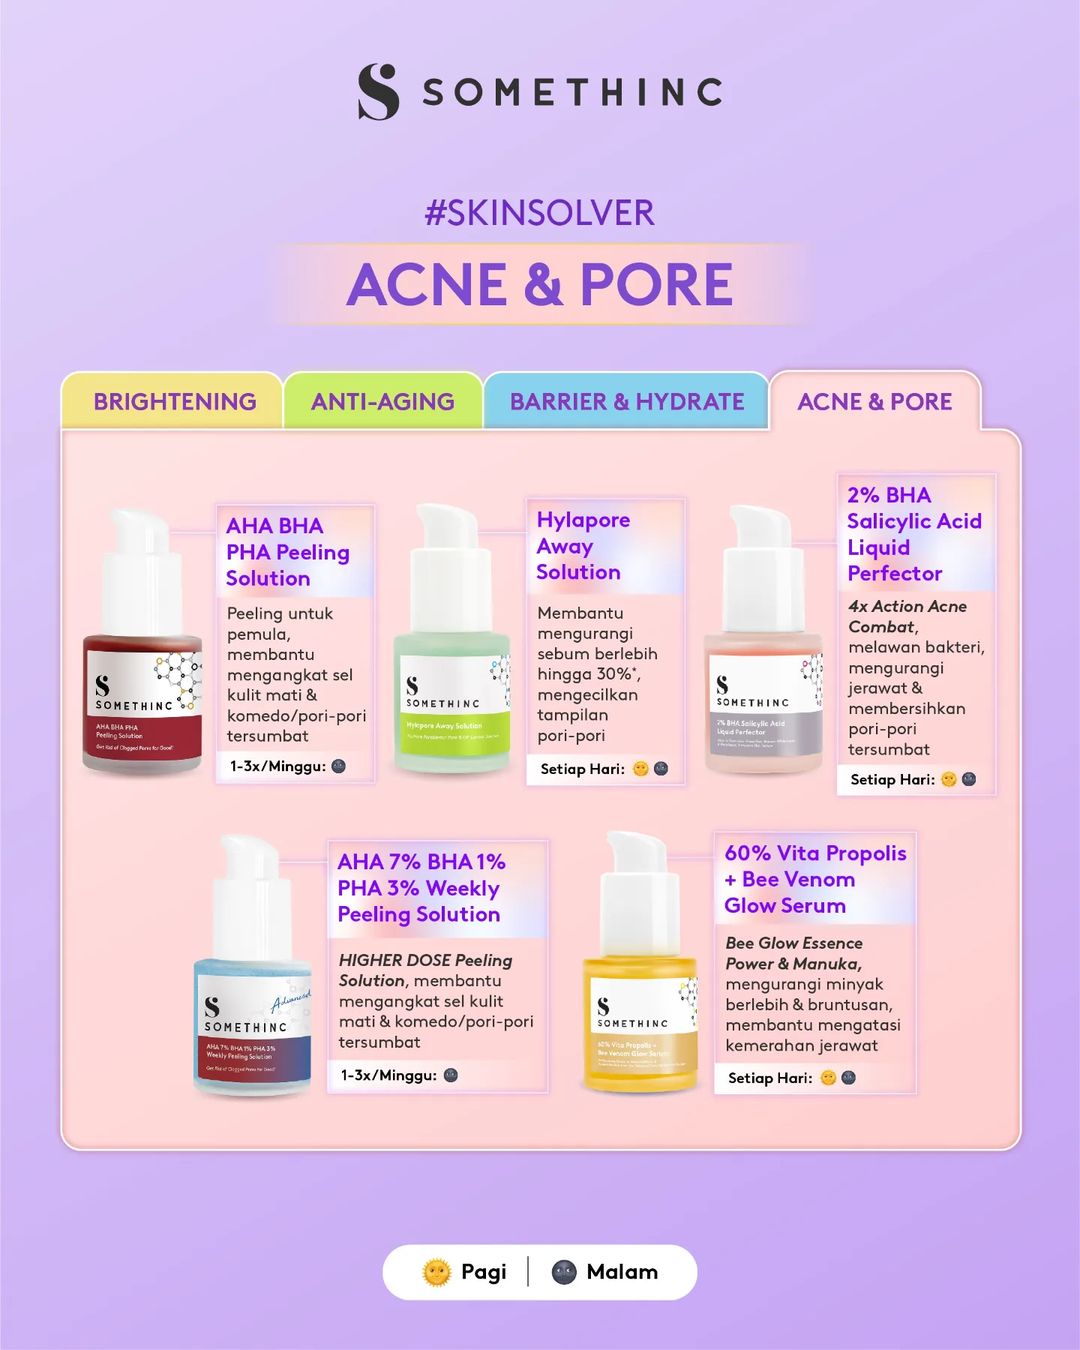 SOMETHINC
#SKINSOLVER
ACNE & PORE
BRIGHTENING
ANTI-AGING
BARRIER & HYDRATE
ACNE & PORE
AHA BHA
PHA Peeling
Solution
Peeling untuk
pemula,
membantu
mengangkat sel
kulit mati &
komedo/pori-pori
tersumbat
1-3x/Minggu:
SOMETHINC
AHA BHA PHA
Peeling Solution
Get Rid of Clogged Pores for Good!
Hylapore
Away
Solution
Membantu
mengurangi
sebum berlebih
hingga 30%*,
mengecilkan
tampilan
pori-pori
Setiap Hari:
SOMETHINC
Hylapore Away Solution
2% BHA
Salicylic Acid
Liquid
Perfector
4x Action Acne
Combat,
melawan bakteri,
mengurangi
jerawat &
membersihkan
pori-pori
tersumbat
Setiap Hari:
SOMETHINC
2% BHA Salicylic Acid
Liquid Perfector
AHA 7% BHA 1%
PHA 3% Weekly
Peeling Solution
HIGHER DOSE Peeling
Solution, membantu
mengangkat sel kulit
mati & komedo/pori-pori
tersumbat
1-3x/Minggu:
Advanced
SOMETHINC
AHA 7% BHA 1% PHA 3%
Weekly Peeling Solution
Get Rid of Clogged Pores for Good!
60% Vita Propolis
+ Bee Venom
Glow Serum
Bee Glow Essence
Power & Manuka,
mengurangi minyak
berlebih & bruntusan,
membantu mengatasi
kemerahan jerawat
Setiap Hari:
SOMETHINC
60% Vita Propolis +
Bee Venom Glow Serum
Pagi
Malam